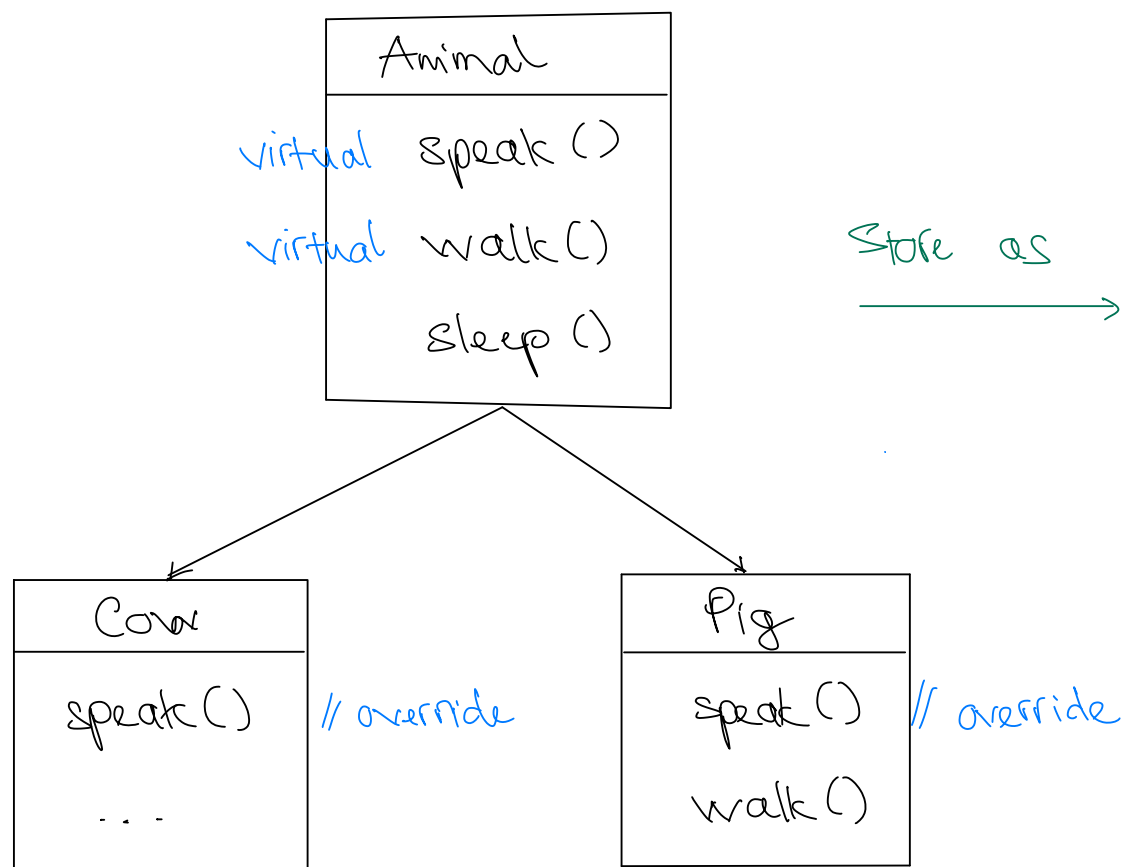 Animal
virtual speak()
virtual walk()
sleep()
Store as
Cow
speak() // override
...
Pig
speak() // override
walk()